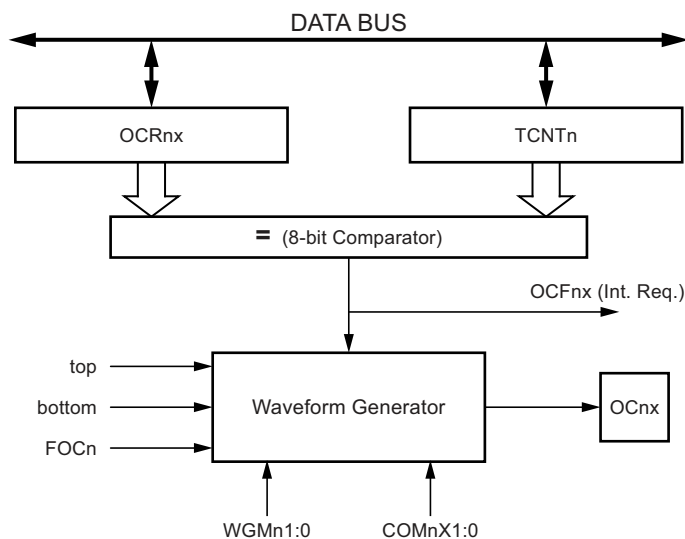 DATA BUS
OCRnx
TCNTn
= (8-bit Comparator)
OCFnx (Int. Req.)
top
bottom
FOCn
Waveform Generator
OCnx
WGMn1:0
COMnX1:0